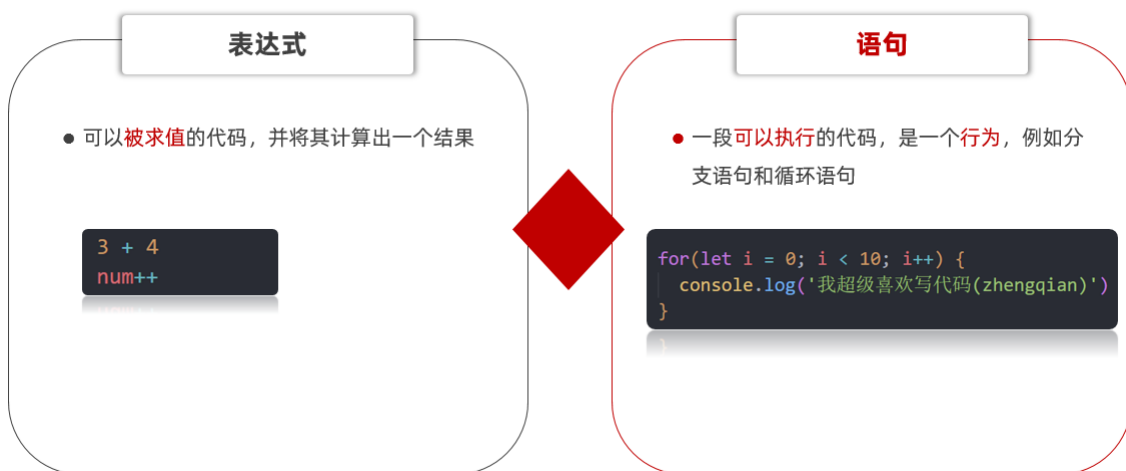 表达式
● 可以被求值的代码，并将其计算出一个结果
3 + 4
num++
语句
● 一段可以执行的代码，是一个行为，例如分
支语句和循环语句
for(let i = 0; i < 10; i++) {
  console.log('我超级喜欢写代码(zhengqian)')
}